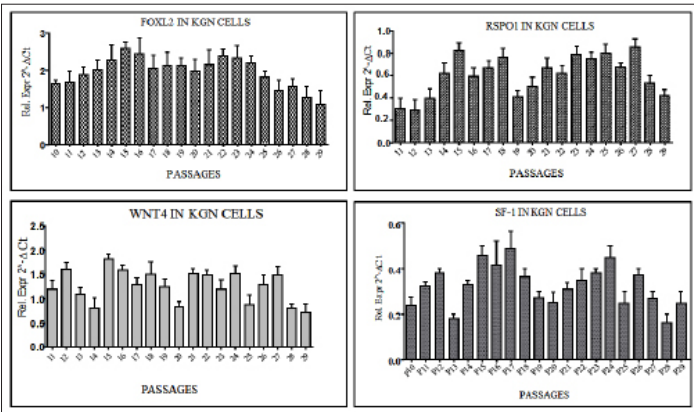 FOXL2 IN KGN CELLS
Rel. Expr 2^-ΔCt
3
2
1
0
10 11 12 13 14 15 16 17 18 19 20 21 22 23 24 25 26 27 28 29
PASSAGES
RSPO1 IN KGN CELLS
Rel. Expr 2^-ΔCt
1.0
0.8
0.6
0.4
0.2
0.0
11 12 13 14 15 16 17 18 19 20 21 22 23 24 25 26 27 28 29
PASSAGES
WNT4 IN KGN CELLS
Rel. Expr 2^-Δ Ct
2.5
2.0
1.5
1.0
0.5
0.0
11 12 13 14 15 16 17 18 19 20 21 22 23 24 25 26 27 28 29
PASSAGES
SF-1 IN KGN CELLS
Rel. Expr 2^-ΔCt
0.6
0.4
0.2
0.0
P10 P11 P12 P13 P14 P15 P16 P17 P18 P19 P20 P21 P22 P23 P24 P25 P26 P27 P28 P29
PASSAGES